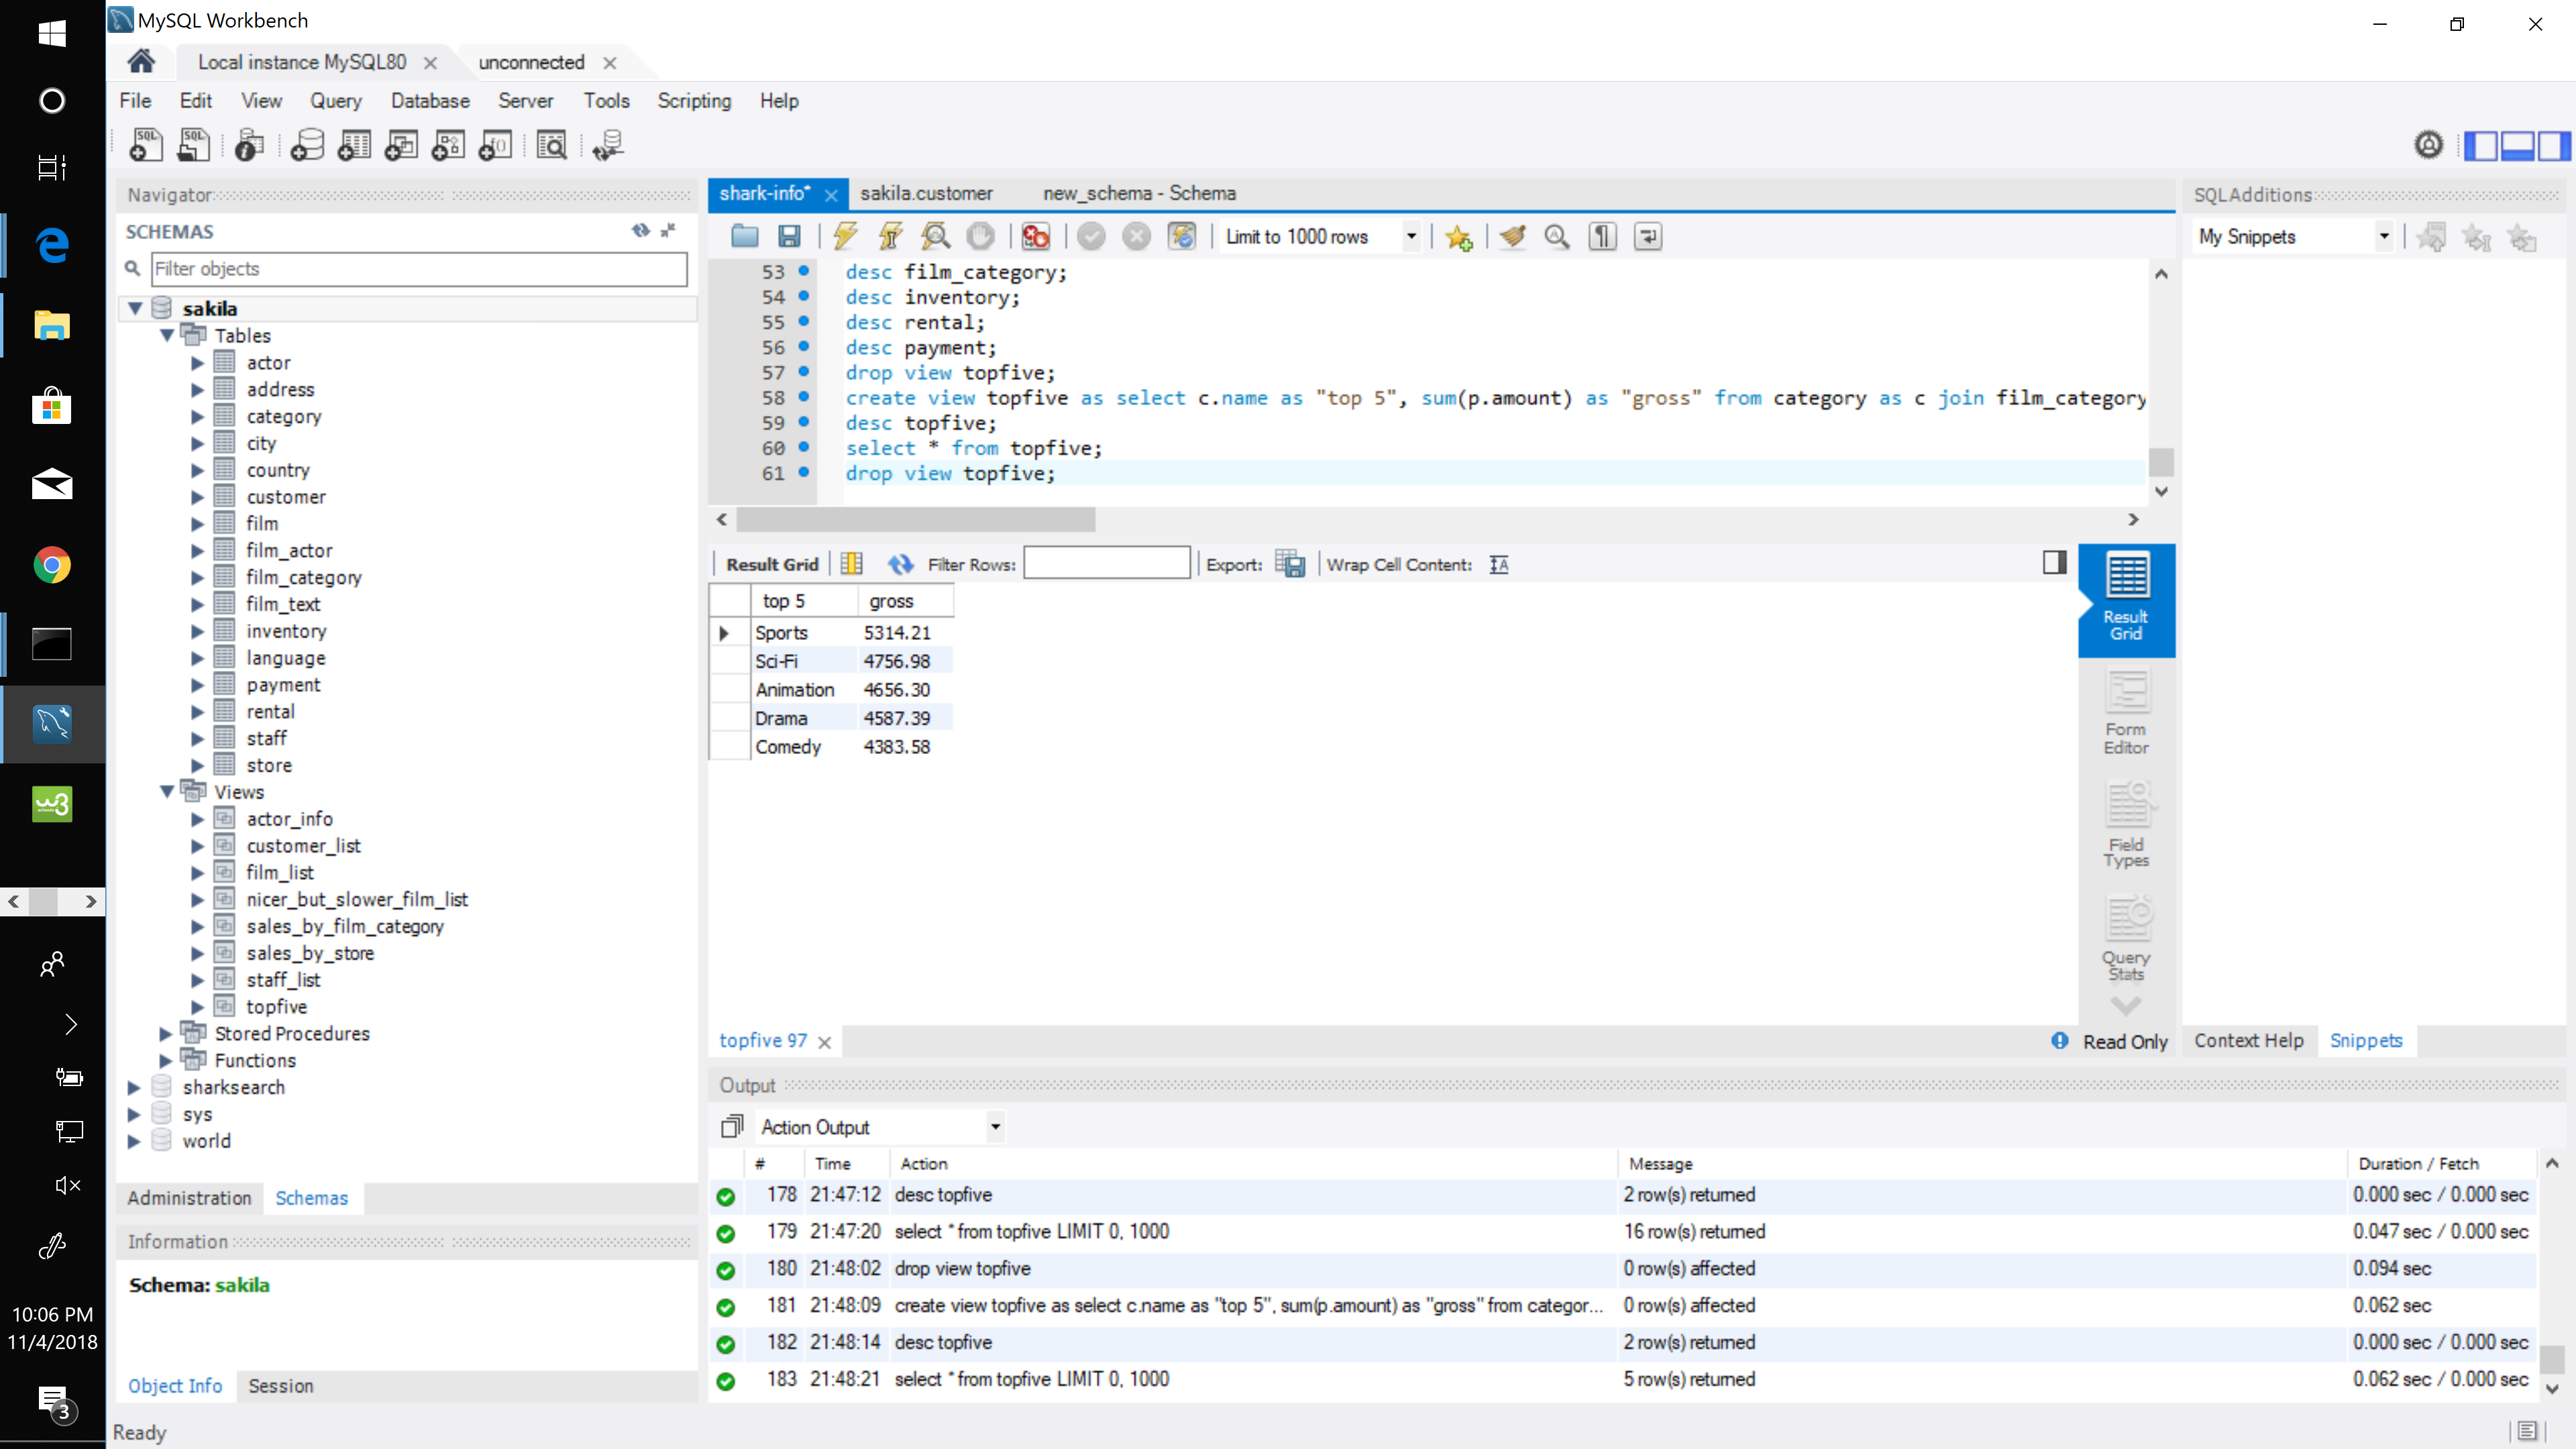 MySQL Workbench
Local instance MySQL80
unconnected
File Edit View Query Database Server Tools Scripting Help
Navigator
SCHEMAS
Filter objects
sakila
Tables
actor
address
category
city
country
customer
film
film_actor
film_category
film_text
inventory
language
payment
rental
staff
store
Views
actor_info
customer_list
film_list
nicer_but_slower_film_list
sales_by_film_category
sales_by_store
staff_list
topfive
Stored Procedures
Functions
sharksearch
sys
world
Administration Schemas
Information
Schema: sakila
Object Info Session
Ready
shark-info* sakila.customer new_schema - Schema
Limit to 1000 rows
53 desc film_category;
54 desc inventory;
55 desc rental;
56 desc payment;
57 drop view topfive;
58 create view topfive as select c.name as "top 5", sum(p.amount) as "gross" from category as c join film_category
59 desc topfive;
60 select * from topfive;
61 drop view topfive;
Result Grid Filter Rows: Export: Wrap Cell Content:
top 5 gross
Sports 5314.21
Sci-Fi 4756.98
Animation 4656.30
Drama 4587.39
Comedy 4383.58
Result
Grid
Form
Editor
Field
Types
Query
Stats
topfive 97
Read Only
SQLAdditions
My Snippets
Context Help Snippets
Output
Action Output
# Time Action Message Duration / Fetch
178 21:47:12 desc topfive 2 row(s) returned 0.000 sec / 0.000 sec
179 21:47:20 select * from topfive LIMIT 0, 1000 16 row(s) returned 0.047 sec / 0.000 sec
180 21:48:02 drop view topfive 0 row(s) affected 0.094 sec
181 21:48:09 create view topfive as select c.name as "top 5", sum(p.amount) as "gross" from categor... 0 row(s) affected 0.062 sec
182 21:48:14 desc topfive 2 row(s) returned 0.000 sec / 0.000 sec
183 21:48:21 select * from topfive LIMIT 0, 1000 5 row(s) returned 0.062 sec / 0.000 sec
w3
10:06 PM
11/4/2018
3